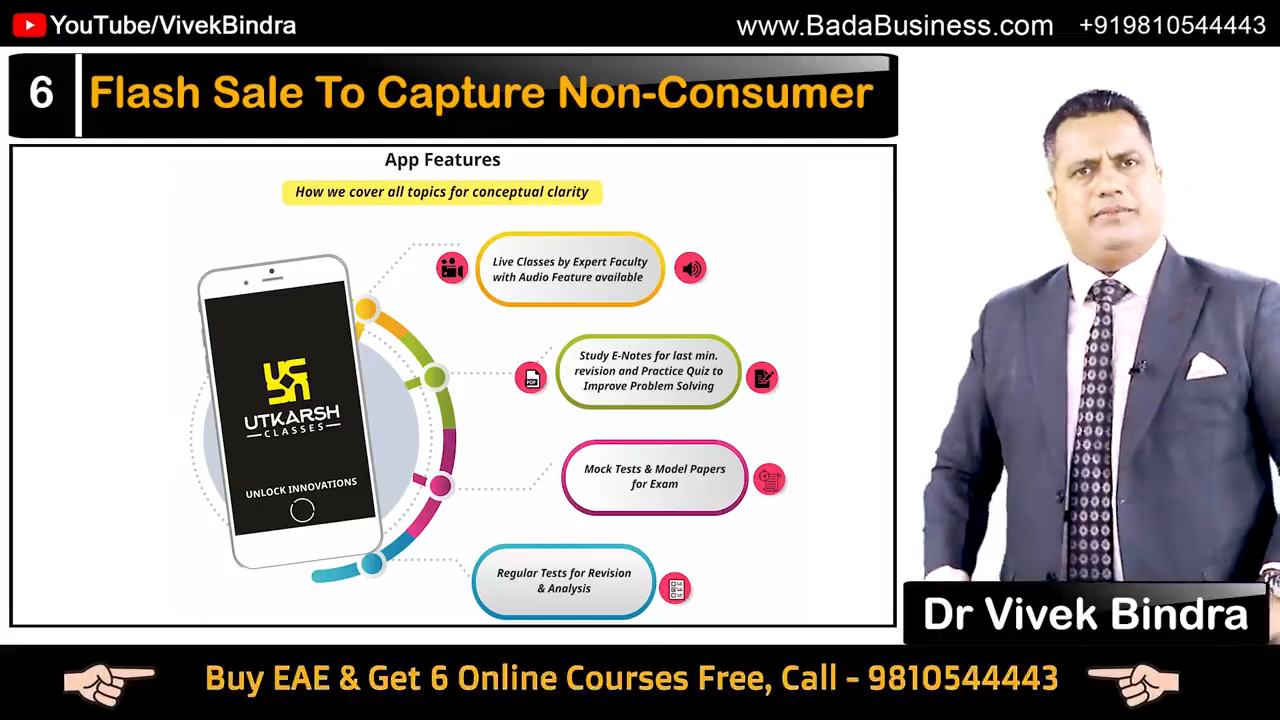 YouTube/VivekBindra
www.BadaBusiness.com
+919810544443
6
Flash Sale To Capture Non-Consumer
App Features
How we cover all topics for conceptual clarity
Live Classes by Expert Faculty
with Audio Feature available
Study E-Notes for last min.
revision and Practice Quiz to
Improve Problem Solving
PDF
UTKARSH
CLASSES
UNLOCK INNOVATIONS
Mock Tests & Model Papers
for Exam
Regular Tests for Revision
& Analysis
Dr Vivek Bindra
Buy EAE & Get 6 Online Courses Free, Call - 9810544443